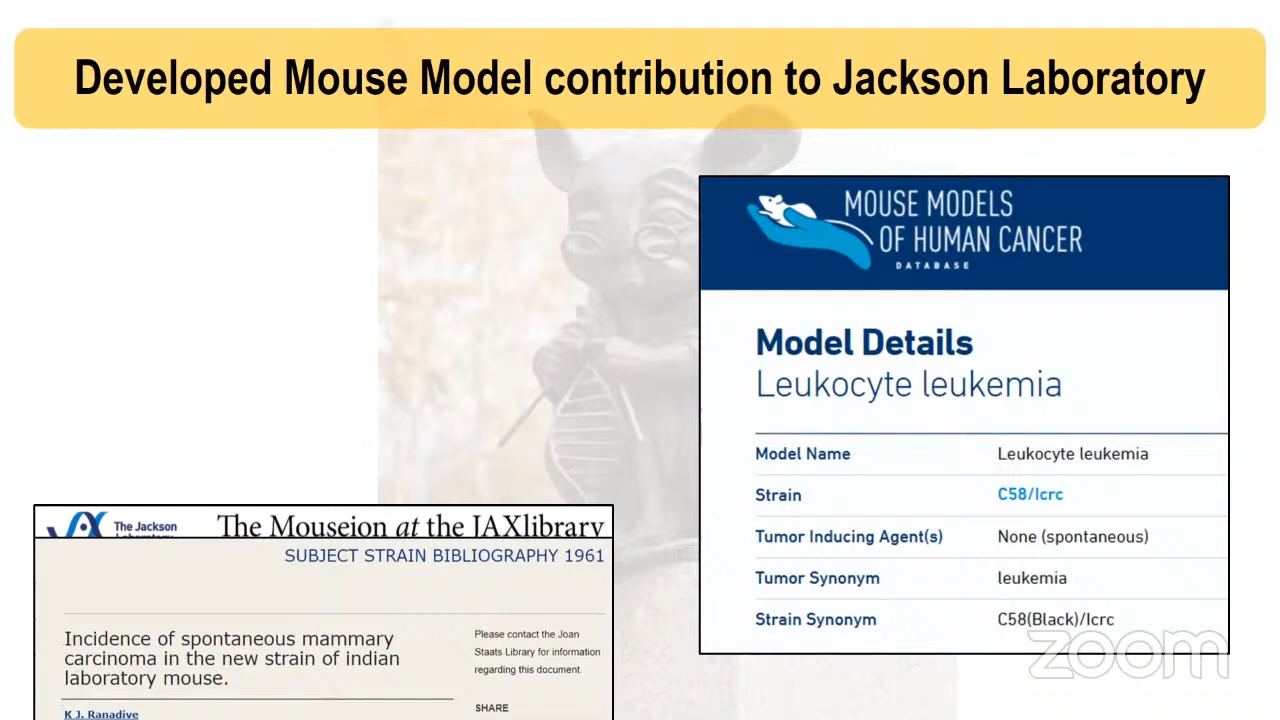 Developed Mouse Model contribution to Jackson Laboratory
MOUSE MODELS
OF HUMAN CANCER
DATABASE
Model Details
Leukocyte leukemia
Model Name Leukocyte leukemia
Strain C58/Icrc
Tumor Inducing Agent(s) None (spontaneous)
Tumor Synonym leukemia
Strain Synonym C58(Black)/Icrc
The Jackson
Laboratory
The Mouseion at the JAXlibrary
SUBJECT STRAIN BIBLIOGRAPHY 1961
Incidence of spontaneous mammary
carcinoma in the new strain of indian
laboratory mouse.
K J. Ranadive
Please contact the Joan
Staats Library for information
regarding this document.
SHARE
zoom